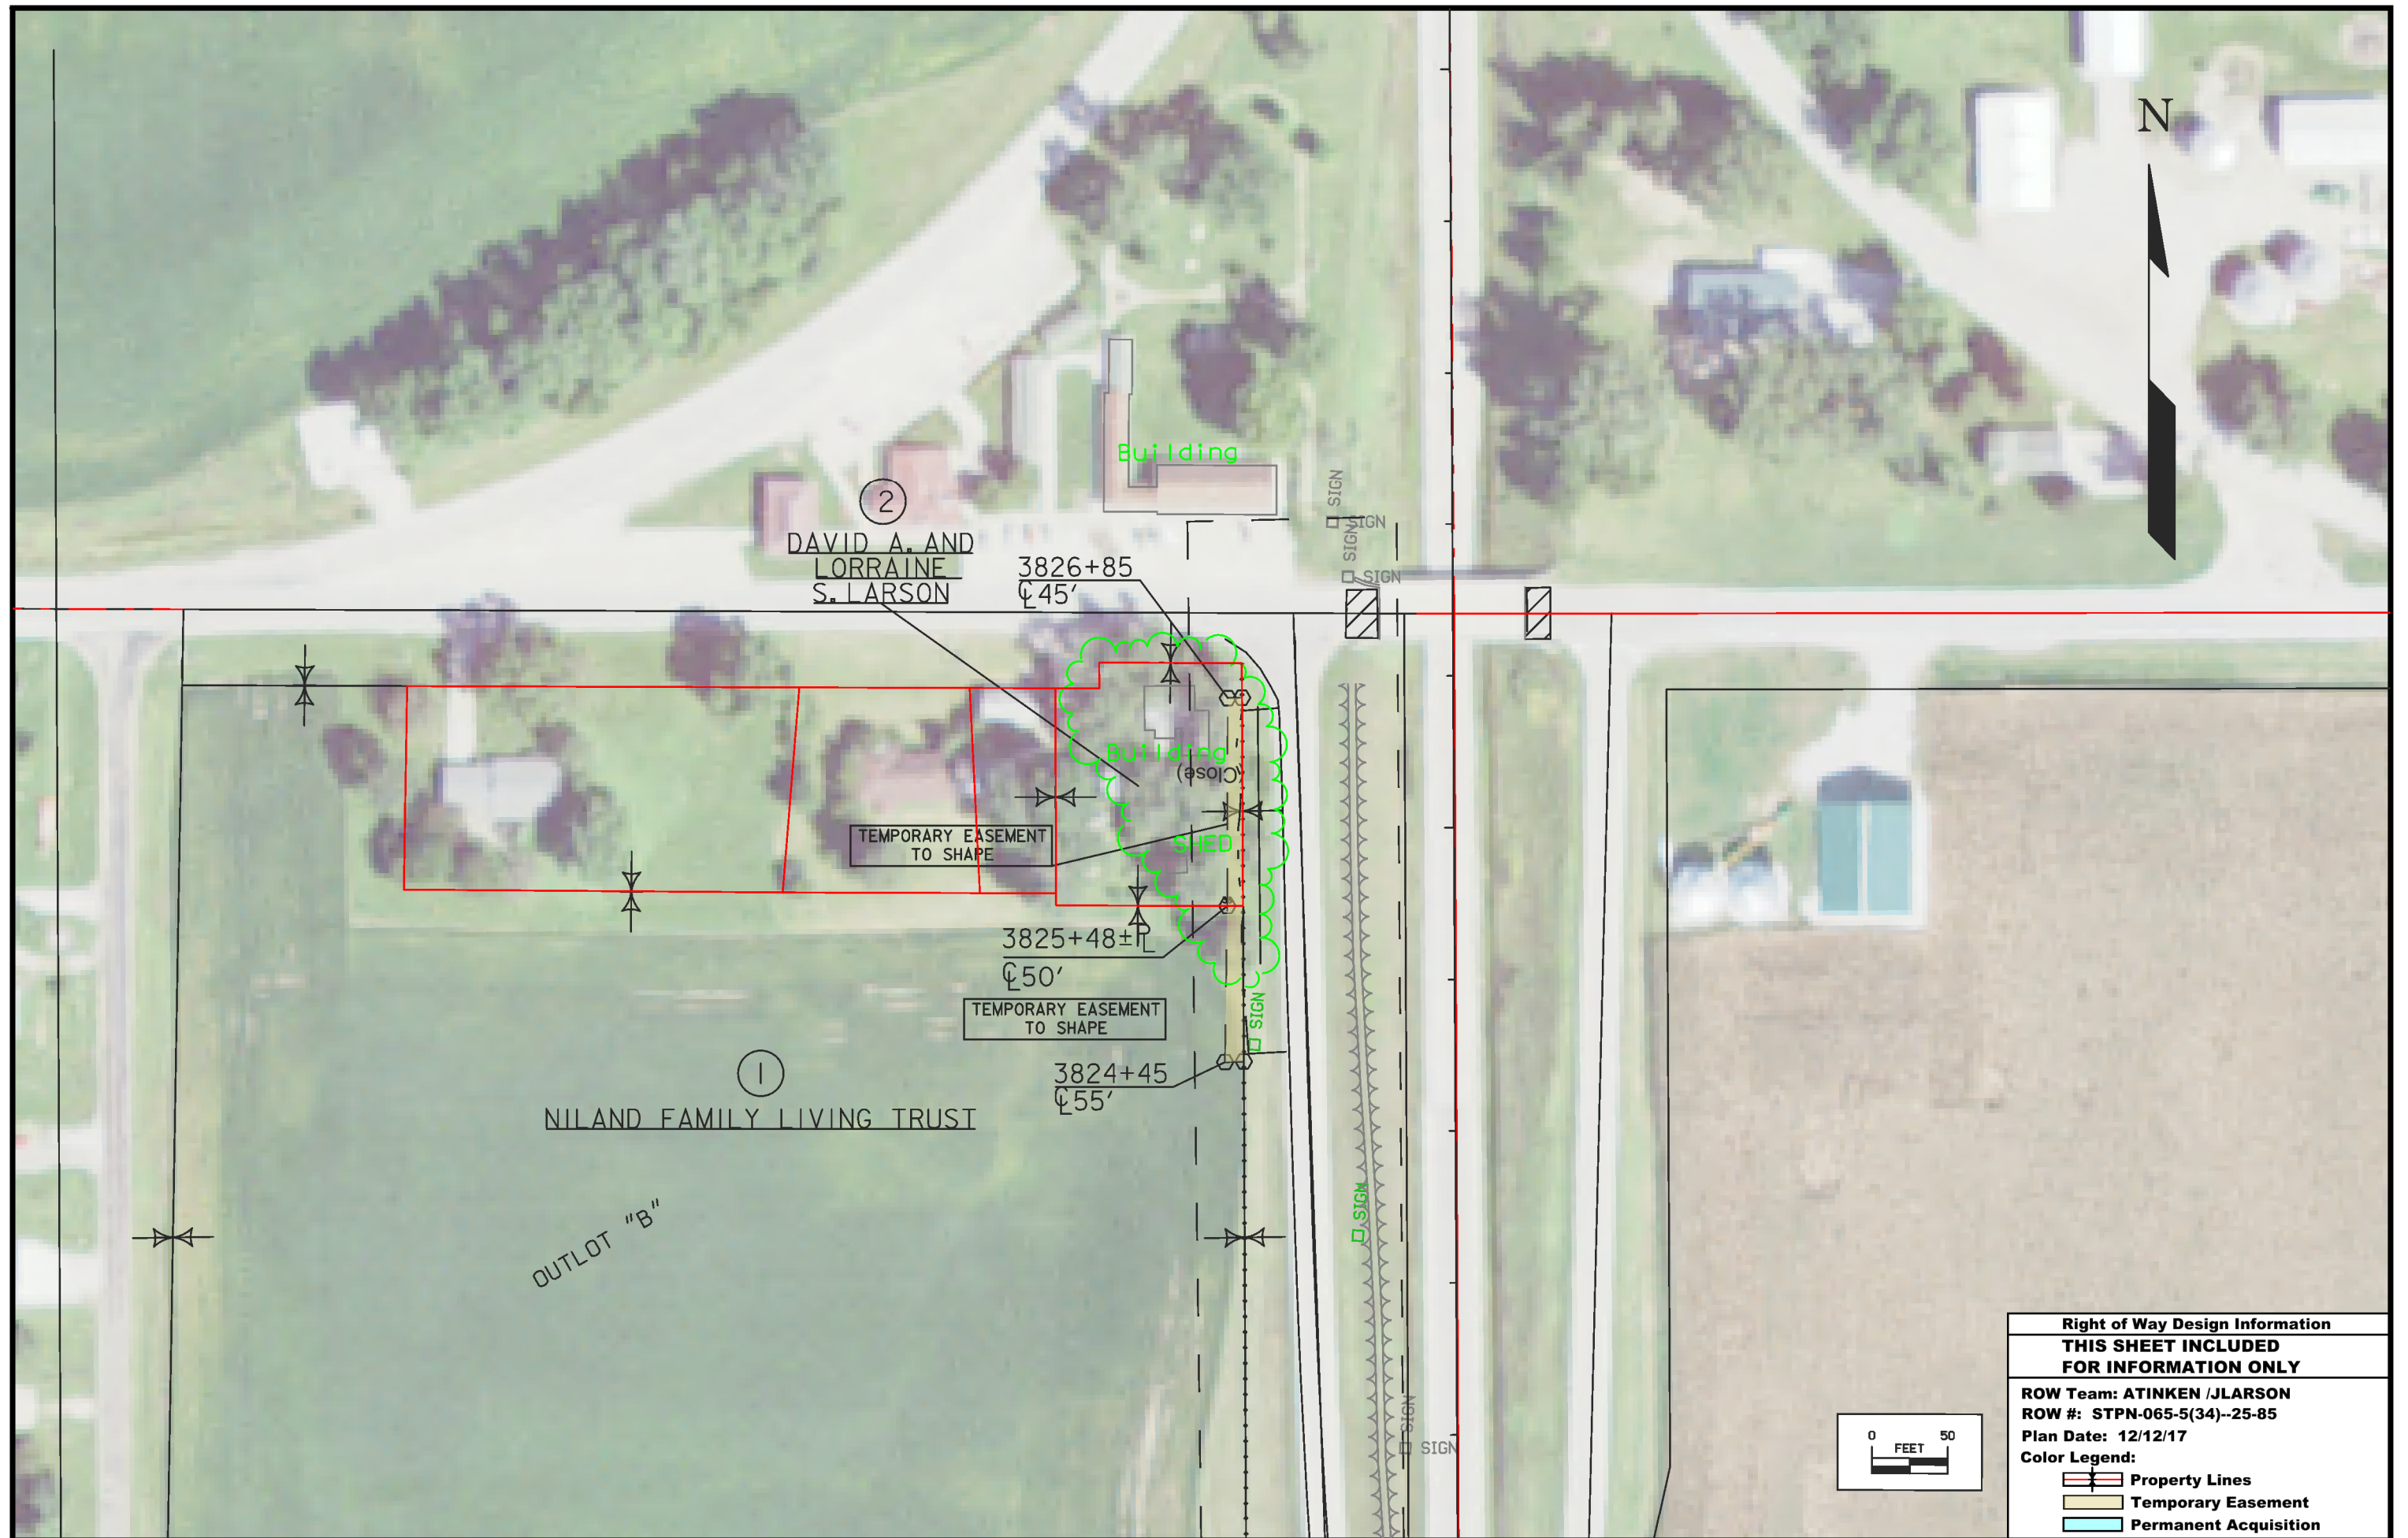 N
Building
SIGN
SIGN
SIGN
SIGN
2
DAVID A. AND
LORRAINE
S. LARSON
3826+85
℄45'
Building
(Close)
TEMPORARY EASEMENT
TO SHAPE
SHED
3825+48±PL
℄50'
TEMPORARY EASEMENT
TO SHAPE
SIGN
1
3824+45
℄55'
NILAND FAMILY LIVING TRUST
OUTLOT "B"
SIGN
SIGN
SIGN
0 50
FEET
Right of Way Design Information
THIS SHEET INCLUDED
FOR INFORMATION ONLY
ROW Team: ATINKEN /JLARSON
ROW #: STPN-065-5(34)--25-85
Plan Date: 12/12/17
Color Legend:
Property Lines
Temporary Easement
Permanent Acquisition